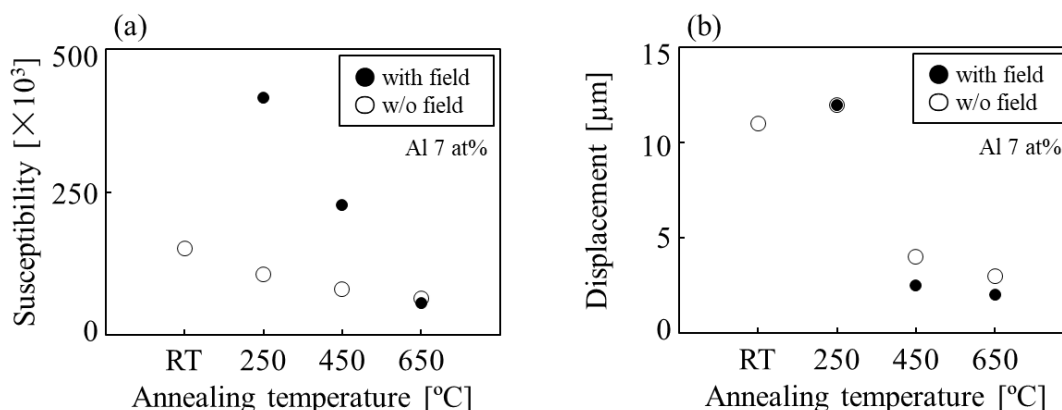 (a)
500
250
0
Susceptibility [×10³]
with field
w/o field
Al 7 at%
RT 250 450 650
Annealing temperature [ºC]
(b)
15
10
5
0
Displacement [μm]
with field
w/o field
Al 7 at%
RT 250 450 650
Annealing temperature [ºC]